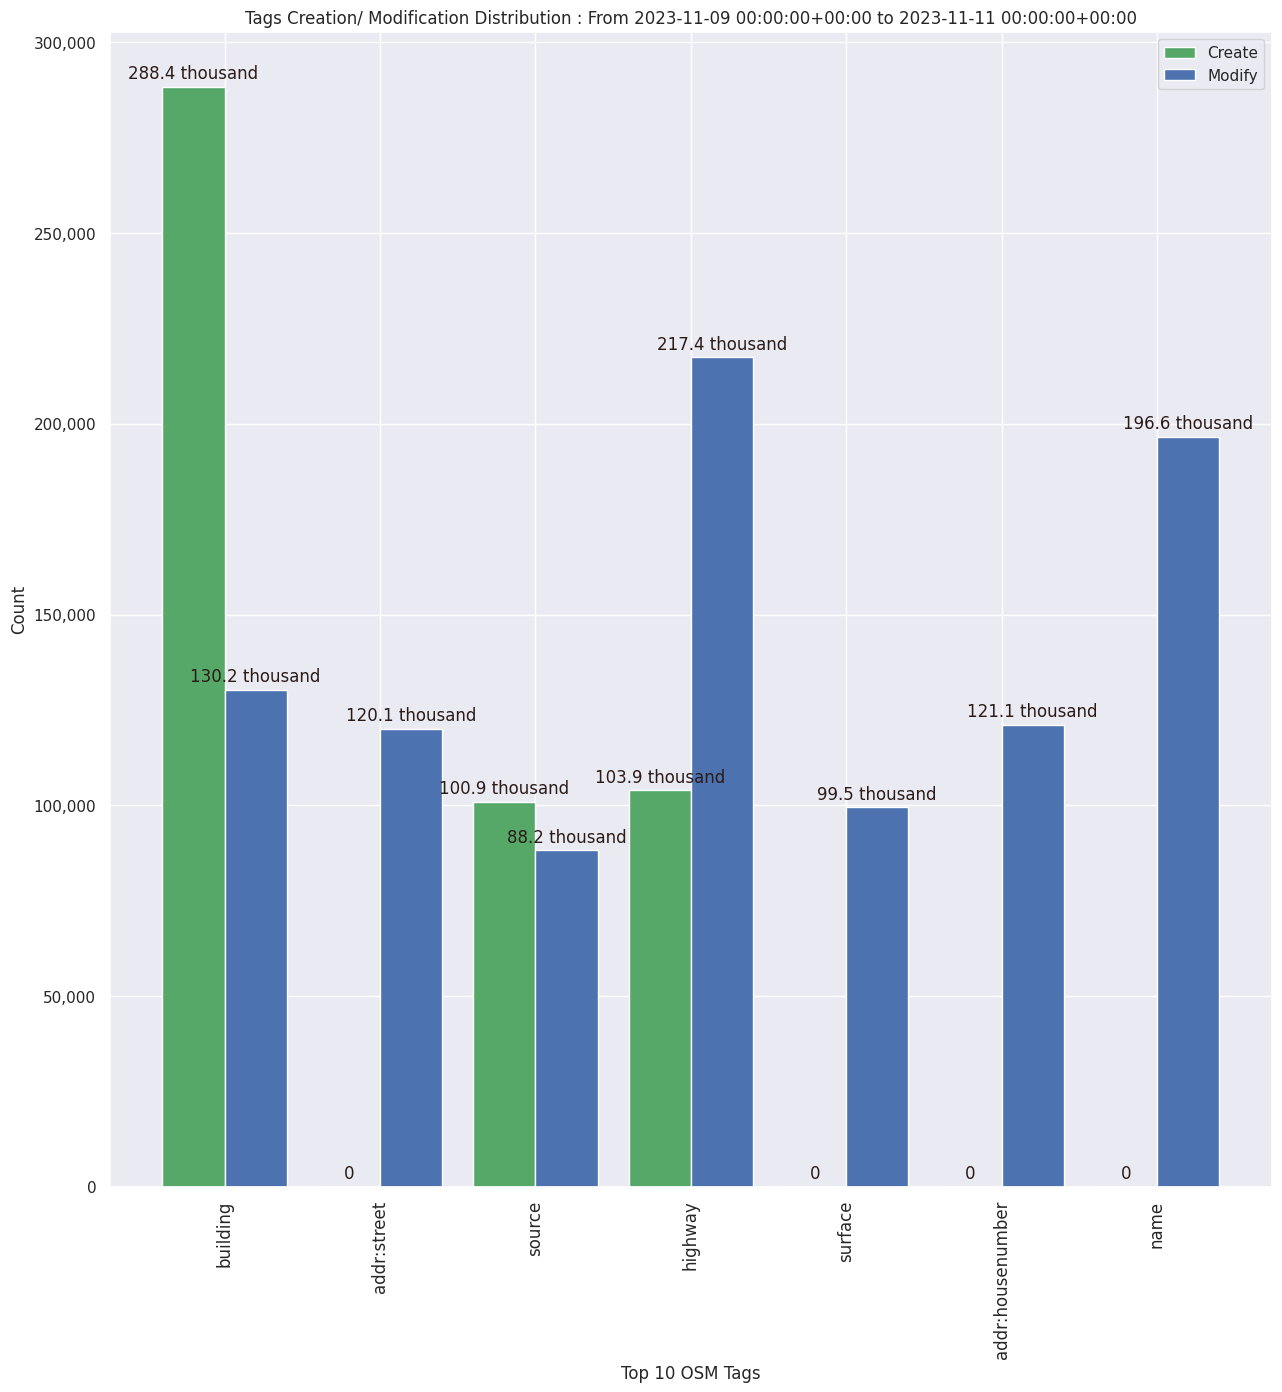 Tags Creation/ Modification Distribution : From 2023-11-09 00:00:00+00:00 to 2023-11-11 00:00:00+00:00
Create
Modify
300,000
250,000
200,000
150,000
100,000
50,000
0
Count
288.4 thousand
130.2 thousand
0
120.1 thousand
100.9 thousand
88.2 thousand
103.9 thousand
217.4 thousand
0
99.5 thousand
0
121.1 thousand
0
196.6 thousand
building
addr:street
source
highway
surface
addr:housenumber
name
Top 10 OSM Tags